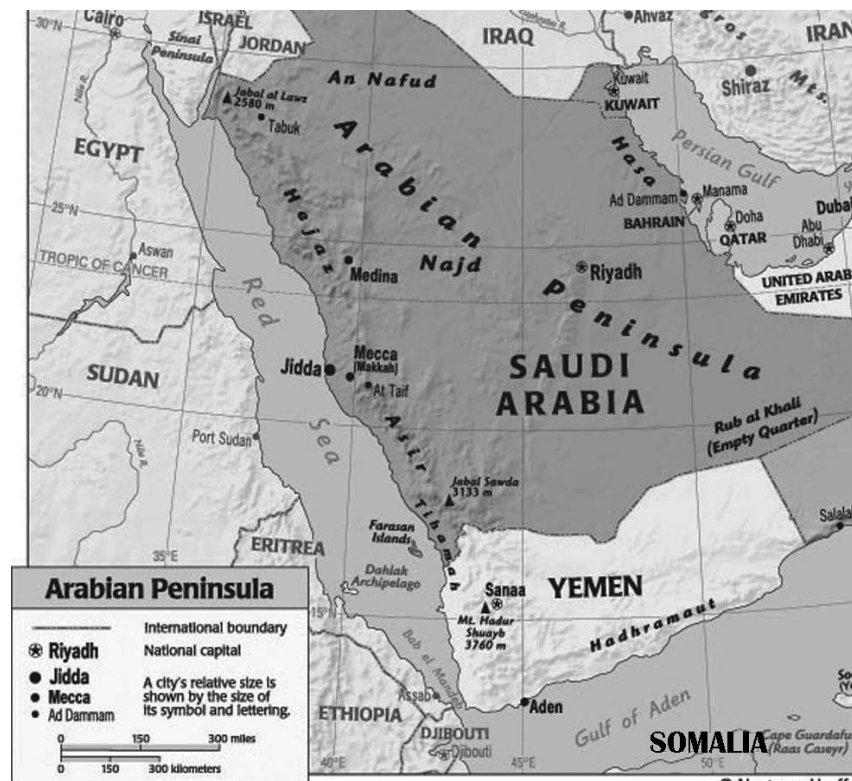 30°N
Cairo
ISRAEL
IRAQ
Ahvaz
IRAN
Sinai
Peninsula
JORDAN
An Nafud
Kuwait
KUWAIT
Shiraz
Mts.
Nile R.
Jabal al Lawz
2580 m
Tabuk
EGYPT
Arabian
Peninsula
Persian Gulf
Hasa
Ad Dammam
Manama
BAHRAIN
Doha
QATAR
Dubai
Abu
Dhabi
25°N
Aswan
TROPIC OF CANCER
Hejaz
Medina
Najd
Riyadh
UNITED ARAB
EMIRATES
Red
Sea
SUDAN
Jidda
Mecca
(Makkah)
At Taif
SAUDI
ARABIA
20°N
Rub al Khali
(Empty Quarter)
Port Sudan
Nile R.
Asir
Jabal Sawda
3133 m
Tihamah
Farasan
Islands
35°E
ERITREA
Dahlak
Archipelago
Sanaa
YEMEN
Mt. Hadur
Shuayb
3760 m
Hadhramaut
15°N
Bab el Mandeb
Assab
Aden
ETHIOPIA
DJIBOUTI
Djibouti
Gulf of Aden
SOMALIA
Cape Guardafu
(Raas Caseyr)
40°E
45°E
50°E
Arabian Peninsula
International boundary
Riyadh National capital
Jidda
Mecca
Ad Dammam
A city's relative size is
shown by the size of
its symbol and lettering.
0 150 300 miles
0 150 300 kilometers